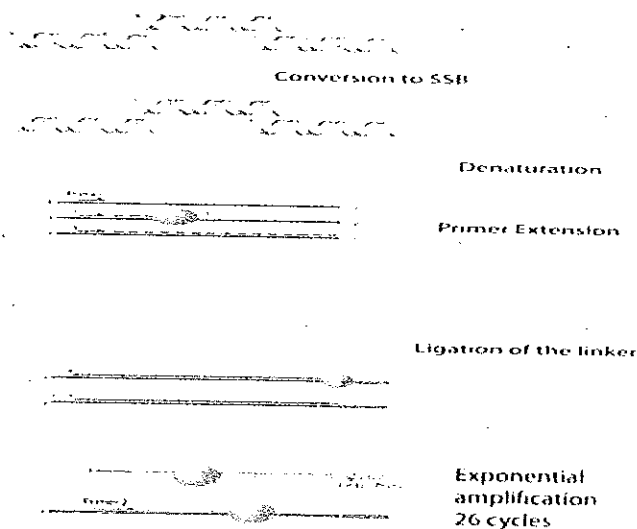 Conversion to SSB
Denaturation
Primer Extension
Ligation of the linker
Exponential
amplification
26 cycles